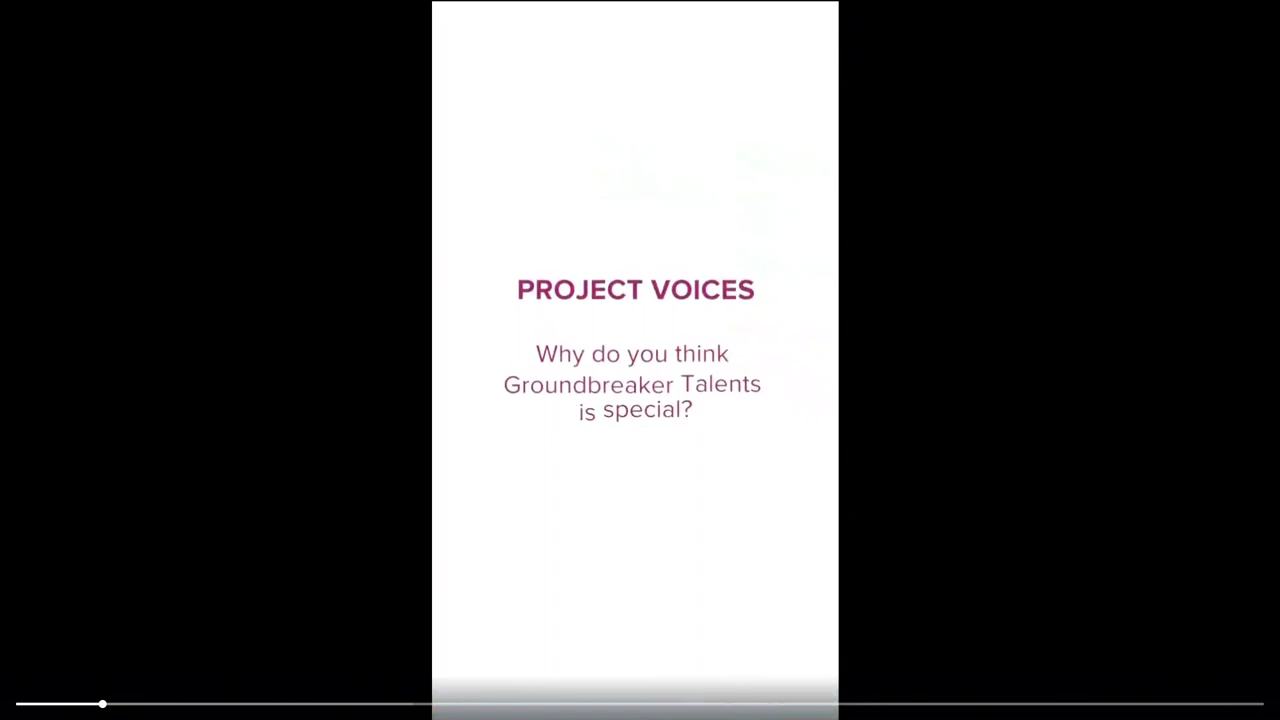 PROJECT VOICES
Why do you think
Groundbreaker Talents
is special?